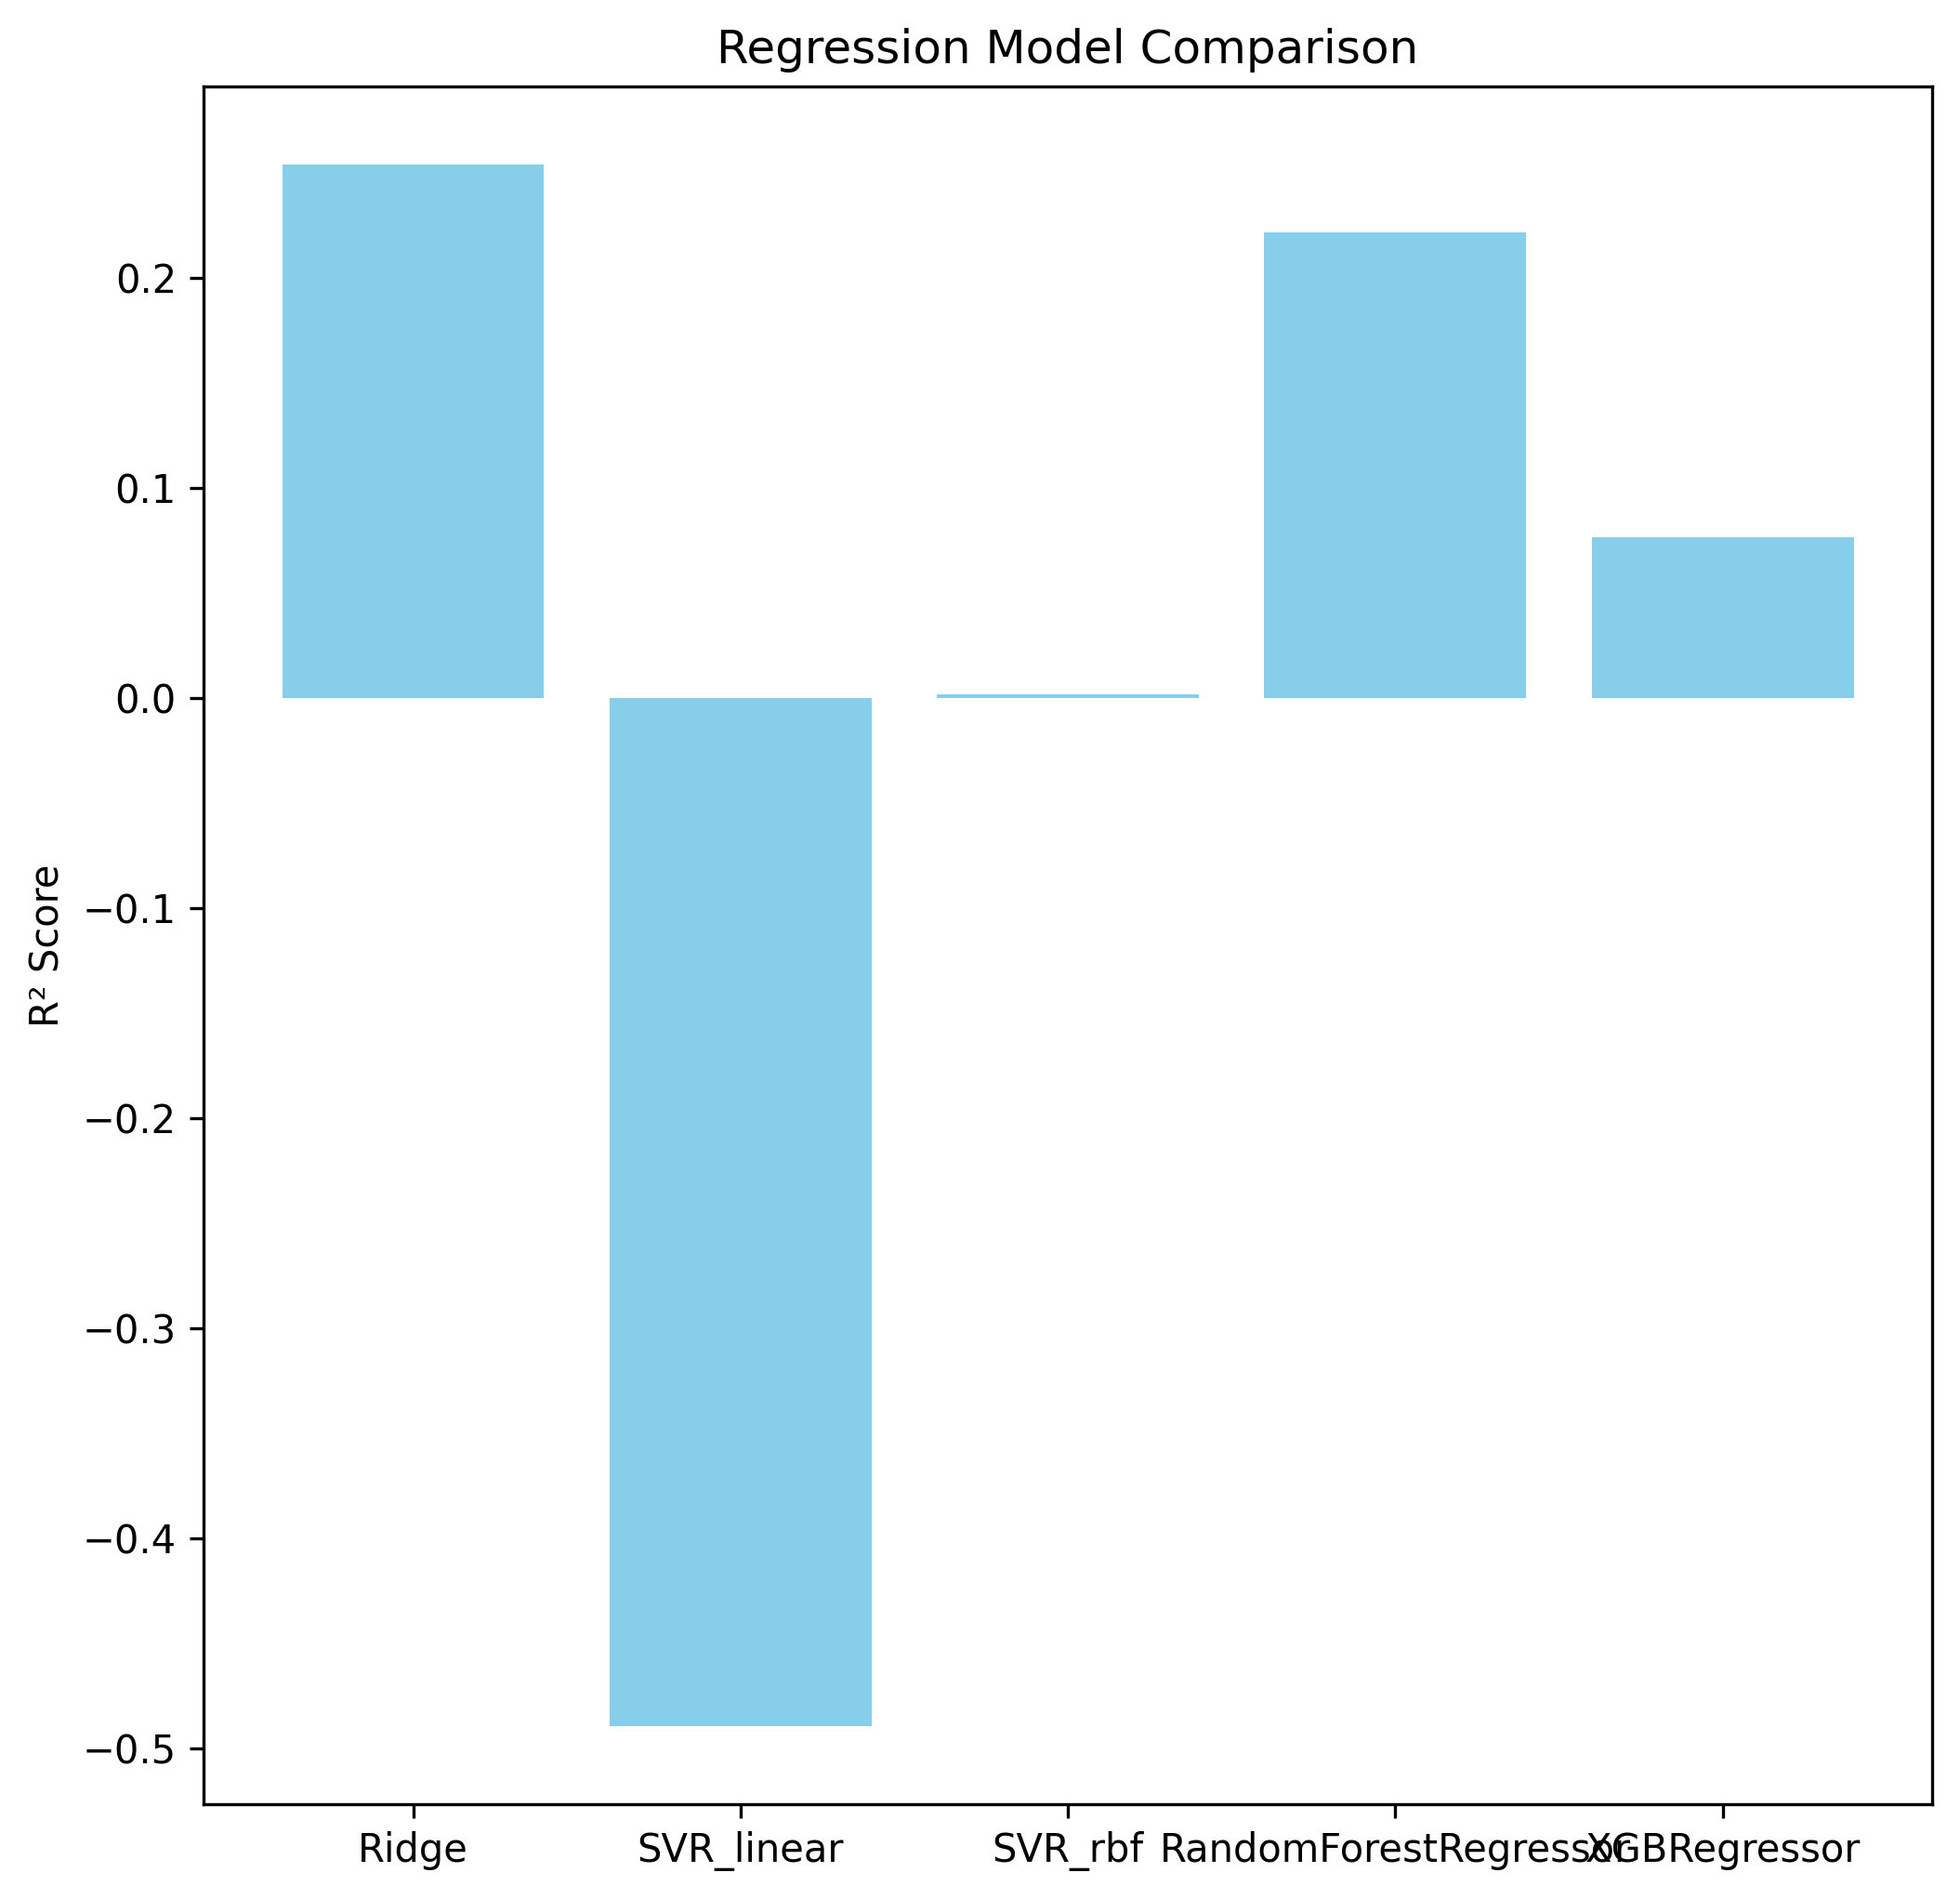 Regression Model Comparison
R² Score
0.2
0.1
0.0
−0.1
−0.2
−0.3
−0.4
−0.5
Ridge SVR_linear SVR_rbf RandomForestRegressor XGBRegressor